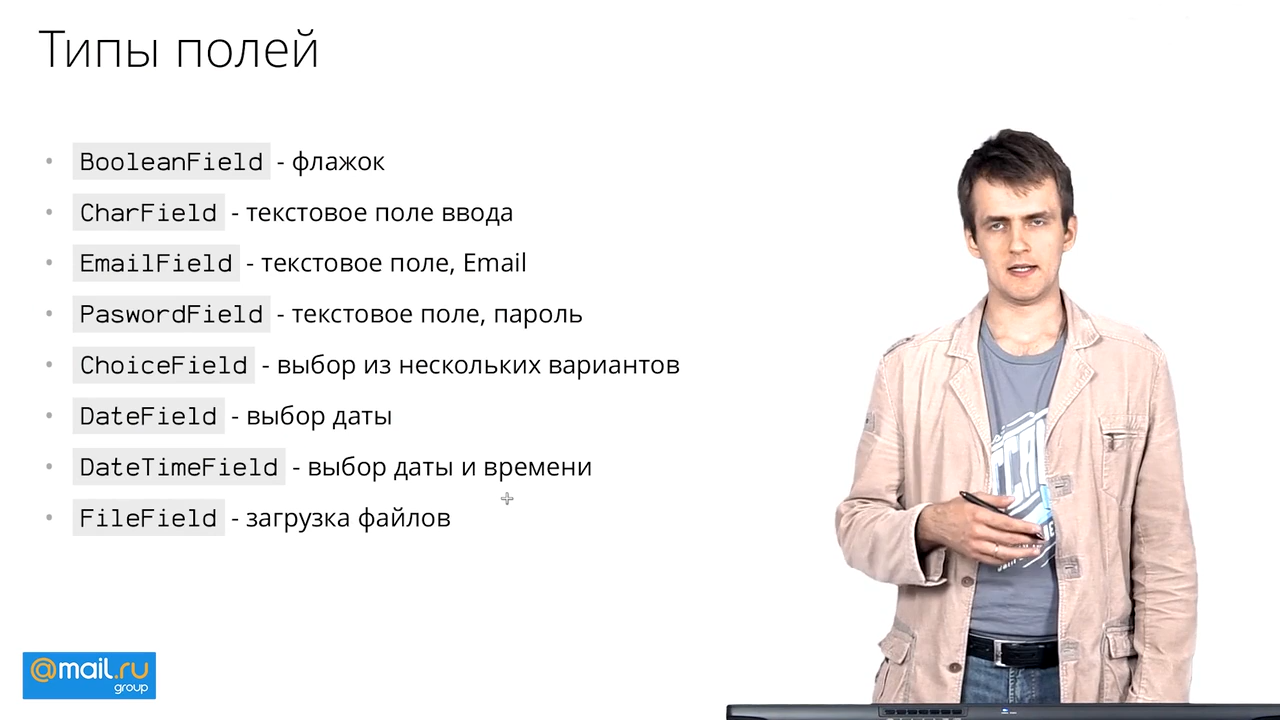 Типы полей
BooleanField - флажок
CharField - текстовое поле ввода
EmailField - текстовое поле, Email
PaswordField - текстовое поле, пароль
ChoiceField - выбор из нескольких вариантов
DateField - выбор даты
DateTimeField - выбор даты и времени
FileField - загрузка файлов
@mail.ru
group